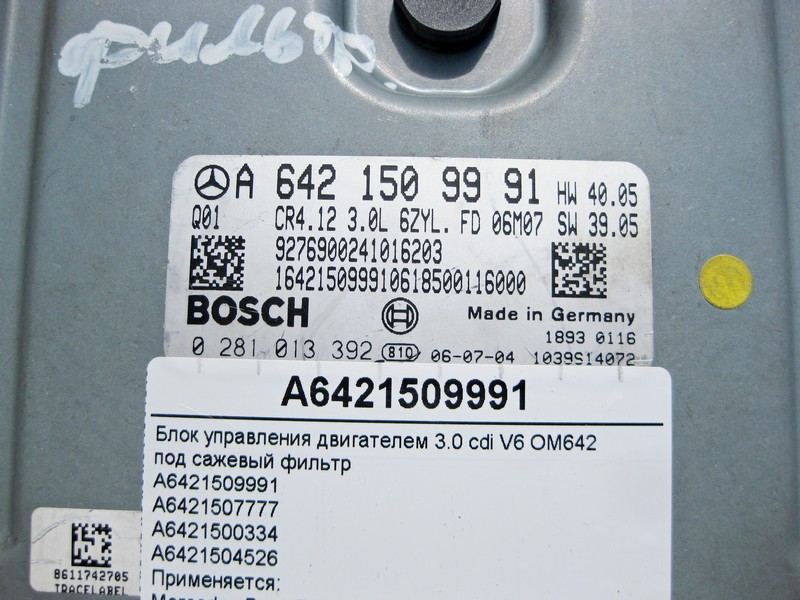 фильтр
A 642 150 99 91 HW 40.05
Q01 CR4.12 3.0L 6ZYL. FD 06M07 SW 39.05
9276900241016203
16421509991061850011600​0
BOSCH Made in Germany
1893 0116
0 281 013 392 810 06-07-04 1039S14072
A6421509991
Блок управления двигателем 3.0 cdi V6 OM642
под сажевый фильтр
A6421509991
A6421507777
A6421500334
A6421504526
Применяется:
8611742705
TRACELABEL